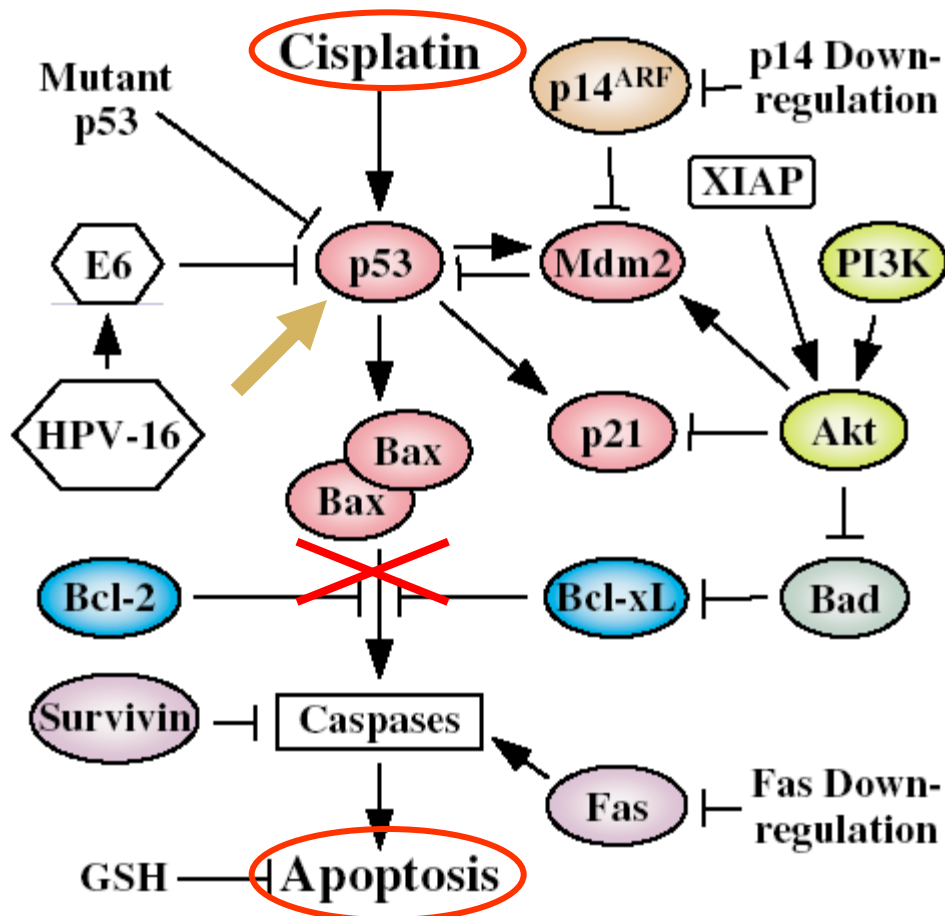 Cisplatin
Mutant
p53
p14ARF
p14 Down-
regulation
XIAP
E6
p53
Mdm2
PI3K
HPV-16
Bax
Bax
p21
Akt
Bcl-2
Bcl-xL
Bad
Survivin
Caspases
Fas
Fas Down-
regulation
GSH
Apoptosis